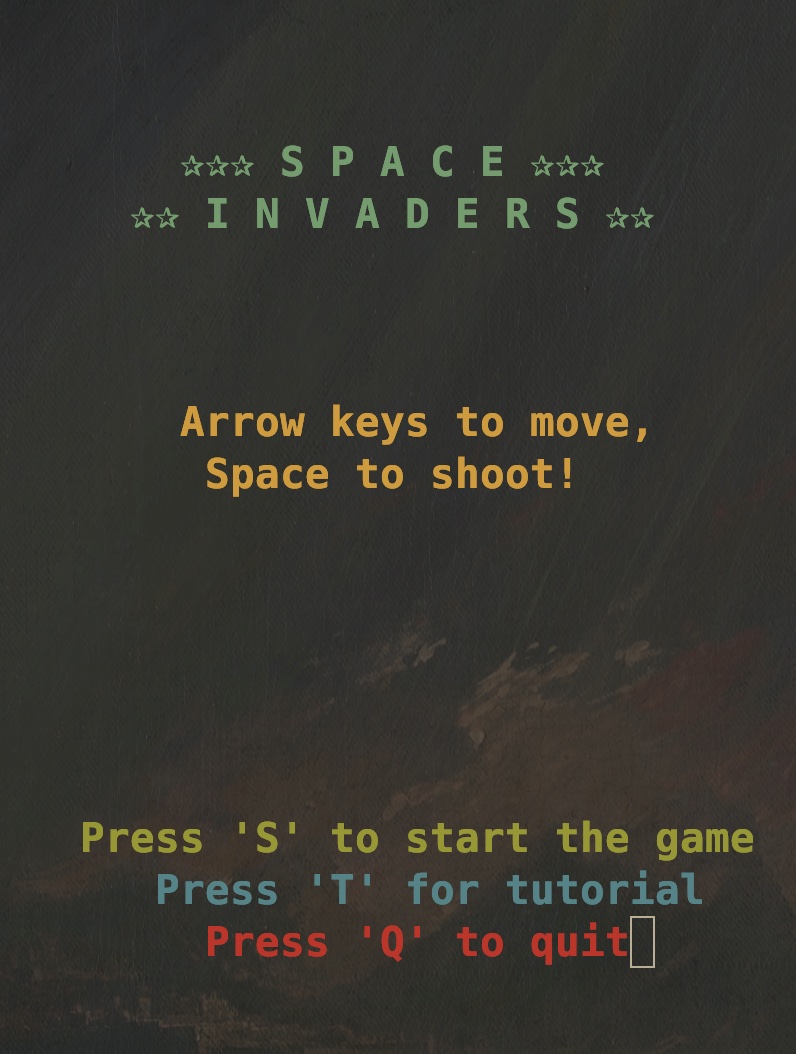 ✰✰✰ S P A C E ✰✰✰
✰✰ I N V A D E R S ✰✰
Arrow keys to move,
Space to shoot!
Press 'S' to start the game
Press 'T' for tutorial
Press 'Q' to quit